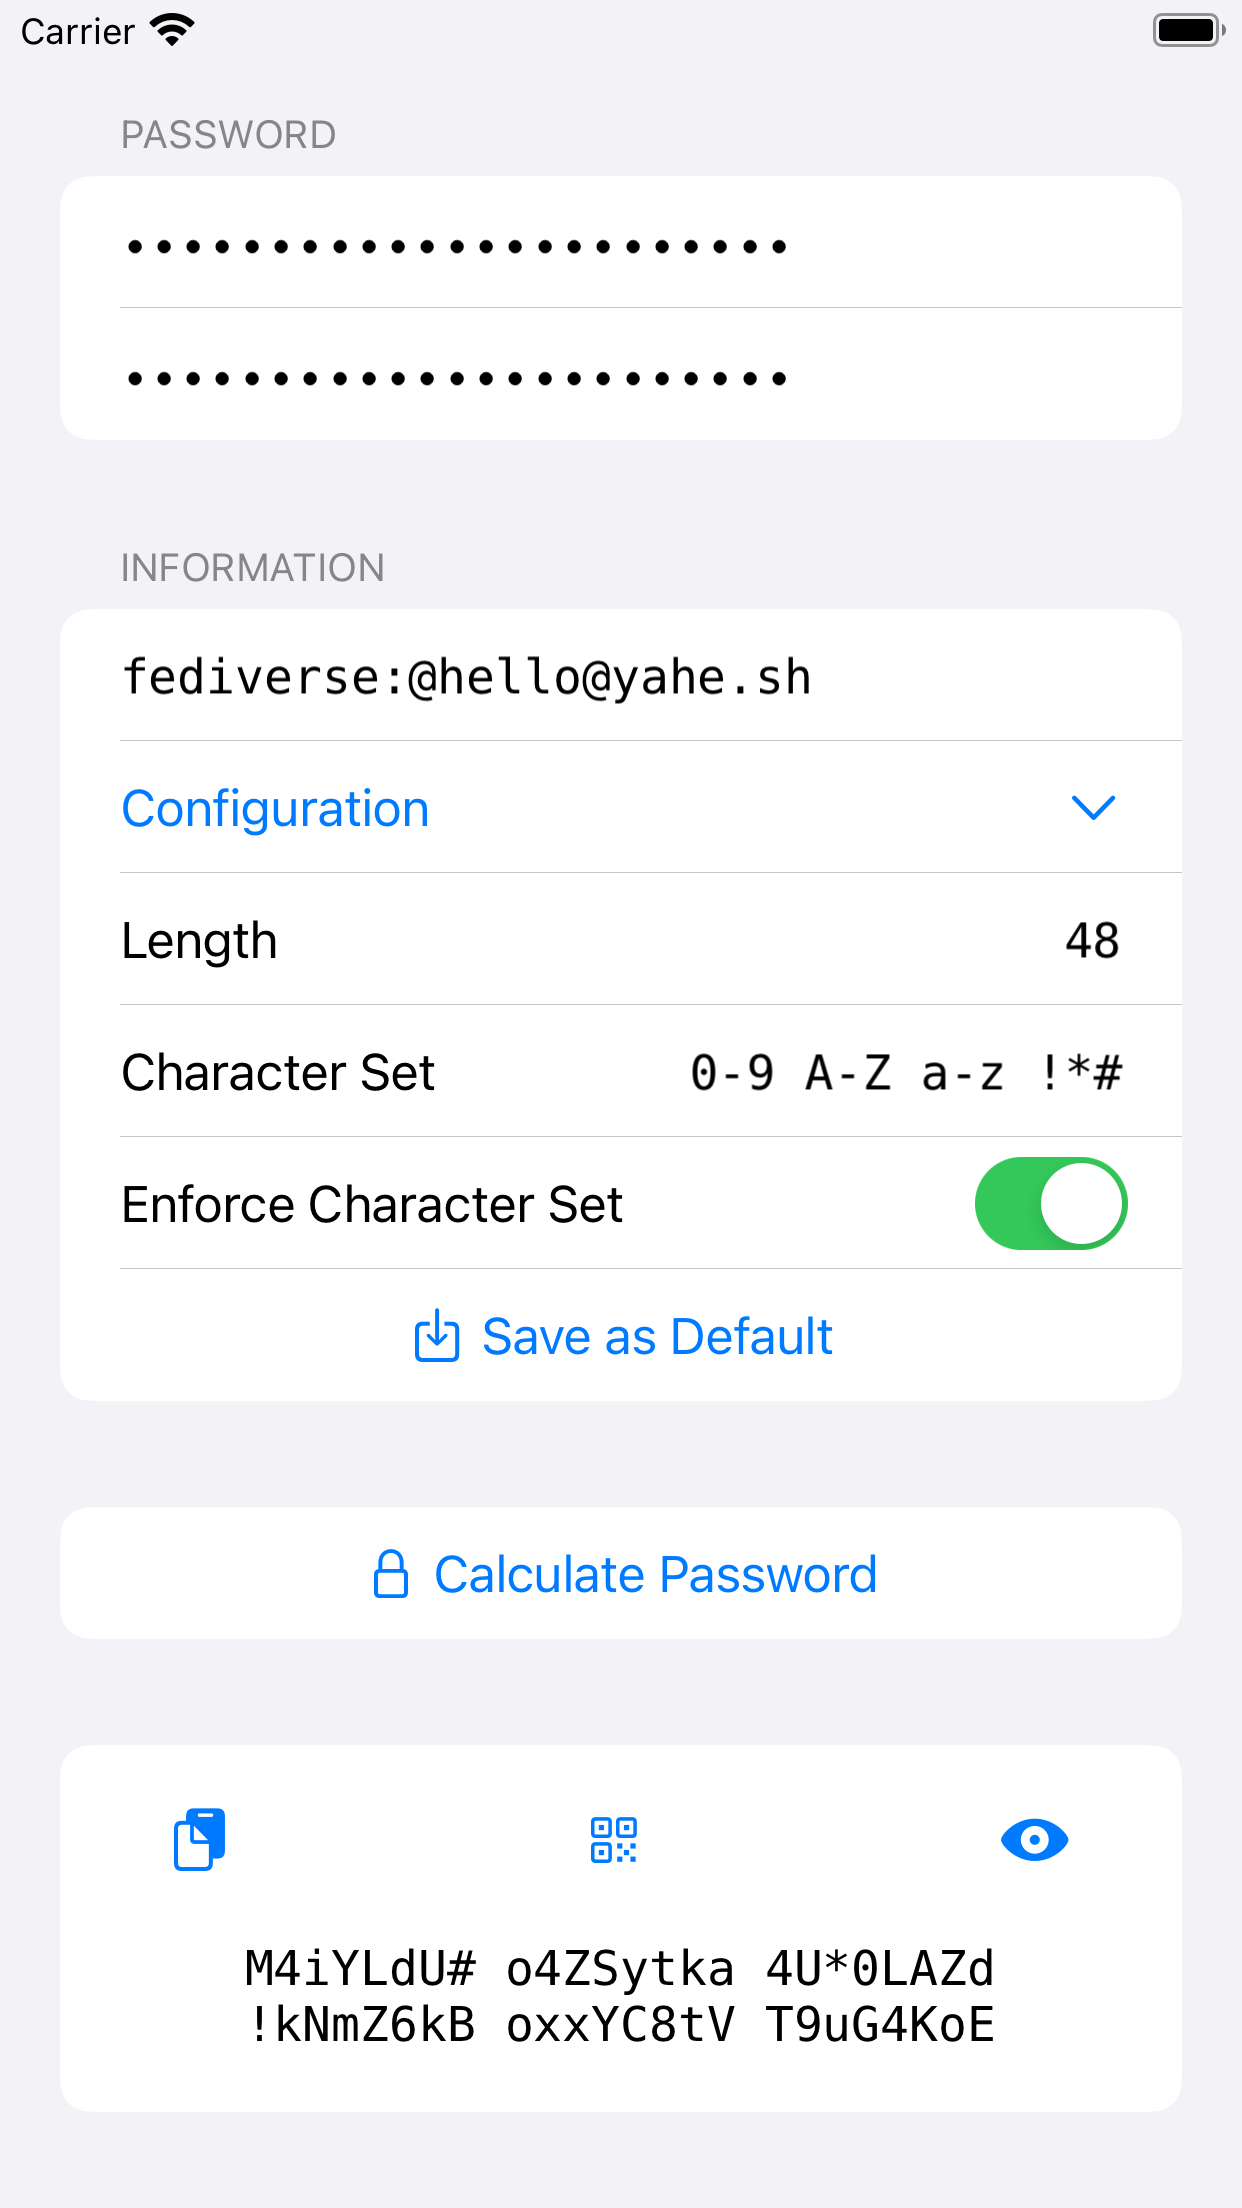 Carrier
PASSWORD
•••••••••••••••••••••••
•••••••••••••••••••••••
INFORMATION
fediverse:@hello@yahe.sh
Configuration
Length 48
Character Set 0-9 A-Z a-z !*#
Enforce Character Set
Save as Default
Calculate Password
M4iYLdU# o4ZSytka 4U*0LAZd
!kNmZ6kB oxxYC8tV T9uG4KoE